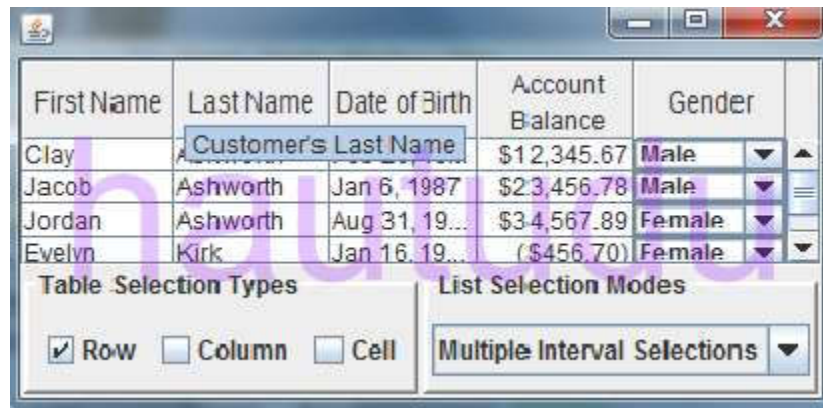 First Name Last Name Date of Birth Account Balance Gender
Customer's Last Name
Clay $12,345.67 Male
Jacob Ashworth Jan 6, 1987 $23,456.78 Male
Jordan Ashworth Aug 31, 19... $34,567.89 Female
Evelyn Kirk Jan 16, 19... ($456.70) Female
Table Selection Types List Selection Modes
Row Column Cell Multiple Interval Selections
hautudu